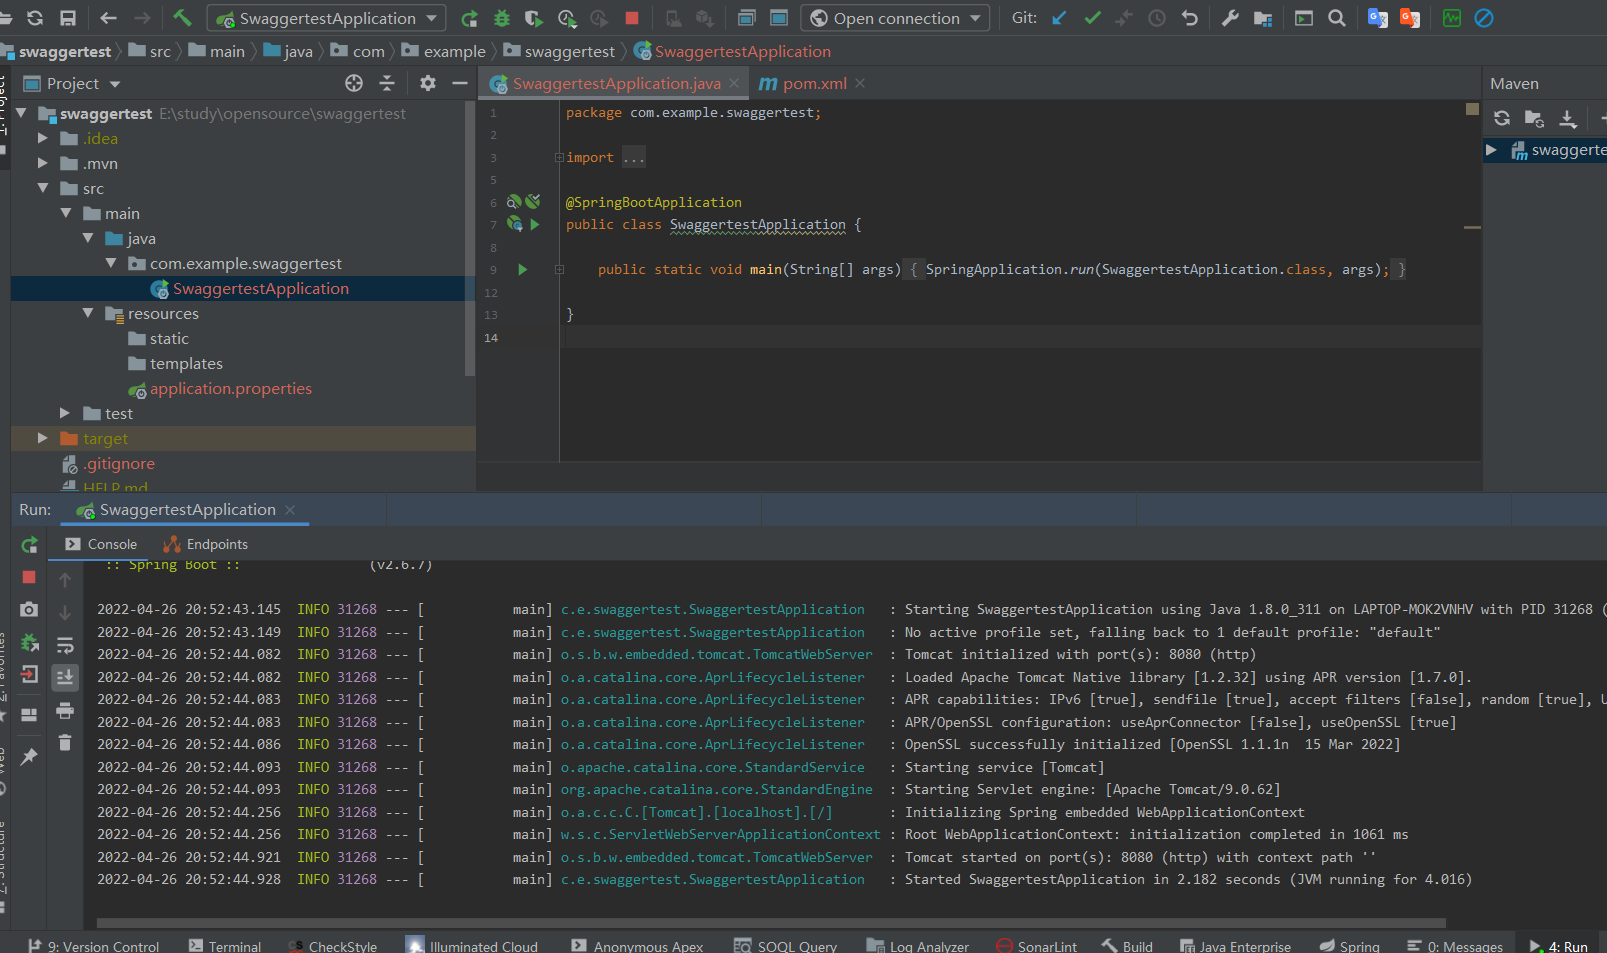 SwaggertestApplication Open connection Git:
swaggertest src main java com example swaggertest SwaggertestApplication
Project
SwaggertestApplication.java pom.xml
Maven
swaggertest E:\study\opensource\swaggertest
.idea
.mvn
src
main
java
com.example.swaggertest
SwaggertestApplication
resources
static
templates
application.properties
test
target
.gitignore
HELP.md
1 package com.example.swaggertest;
2
3 import ...
5
6 @SpringBootApplication
7 public class SwaggertestApplication {
8
9 public static void main(String[] args) { SpringApplication.run(SwaggertestApplication.class, args); }
12
13 }
14
swaggerte
Run: SwaggertestApplication
Console Endpoints
:: Spring Boot :: (v2.6.7)
2022-04-26 20:52:43.145 INFO 31268 --- [ main] c.e.swaggertest.SwaggertestApplication : Starting SwaggertestApplication using Java 1.8.0_311 on LAPTOP-MOK2VNHV with PID 31268 (
2022-04-26 20:52:43.149 INFO 31268 --- [ main] c.e.swaggertest.SwaggertestApplication : No active profile set, falling back to 1 default profile: "default"
2022-04-26 20:52:44.082 INFO 31268 --- [ main] o.s.b.w.embedded.tomcat.TomcatWebServer : Tomcat initialized with port(s): 8080 (http)
2022-04-26 20:52:44.082 INFO 31268 --- [ main] o.a.catalina.core.AprLifecycleListener : Loaded Apache Tomcat Native library [1.2.32] using APR version [1.7.0].
2022-04-26 20:52:44.083 INFO 31268 --- [ main] o.a.catalina.core.AprLifecycleListener : APR capabilities: IPv6 [true], sendfile [true], accept filters [false], random [true], U
2022-04-26 20:52:44.083 INFO 31268 --- [ main] o.a.catalina.core.AprLifecycleListener : APR/OpenSSL configuration: useAprConnector [false], useOpenSSL [true]
2022-04-26 20:52:44.086 INFO 31268 --- [ main] o.a.catalina.core.AprLifecycleListener : OpenSSL successfully initialized [OpenSSL 1.1.1n 15 Mar 2022]
2022-04-26 20:52:44.093 INFO 31268 --- [ main] o.apache.catalina.core.StandardService : Starting service [Tomcat]
2022-04-26 20:52:44.093 INFO 31268 --- [ main] org.apache.catalina.core.StandardEngine : Starting Servlet engine: [Apache Tomcat/9.0.62]
2022-04-26 20:52:44.256 INFO 31268 --- [ main] o.a.c.c.C.[Tomcat].[localhost].[/] : Initializing Spring embedded WebApplicationContext
2022-04-26 20:52:44.256 INFO 31268 --- [ main] w.s.c.ServletWebServerApplicationContext : Root WebApplicationContext: initialization completed in 1061 ms
2022-04-26 20:52:44.921 INFO 31268 --- [ main] o.s.b.w.embedded.tomcat.TomcatWebServer : Tomcat started on port(s): 8080 (http) with context path ''
2022-04-26 20:52:44.928 INFO 31268 --- [ main] c.e.swaggertest.SwaggertestApplication : Started SwaggertestApplication in 2.182 seconds (JVM running for 4.016)
9: Version Control Terminal CheckStyle Illuminated Cloud Anonymous Apex SOQL Query Log Analyzer SonarLint Build Java Enterprise Spring 0: Messages 4: Run